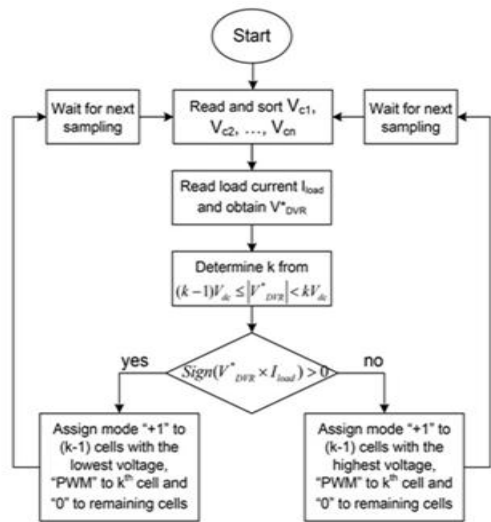 Start
Wait for next
sampling
Read and sort V_c1,
V_c2, ..., V_cn
Wait for next
sampling
Read load current I_load
and obtain V*_DVR
Determine k from
(k−1)V_dc ≤ |V*_DVR| < kV_dc
yes
Sign(V*_DVR × I_load) > 0
no
Assign mode “+1” to
(k-1) cells with the
lowest voltage,
“PWM” to k^th cell and
“0” to remaining cells
Assign mode “+1” to
(k-1) cells with the
highest voltage,
“PWM” to k^th cell and
“0” to remaining cells